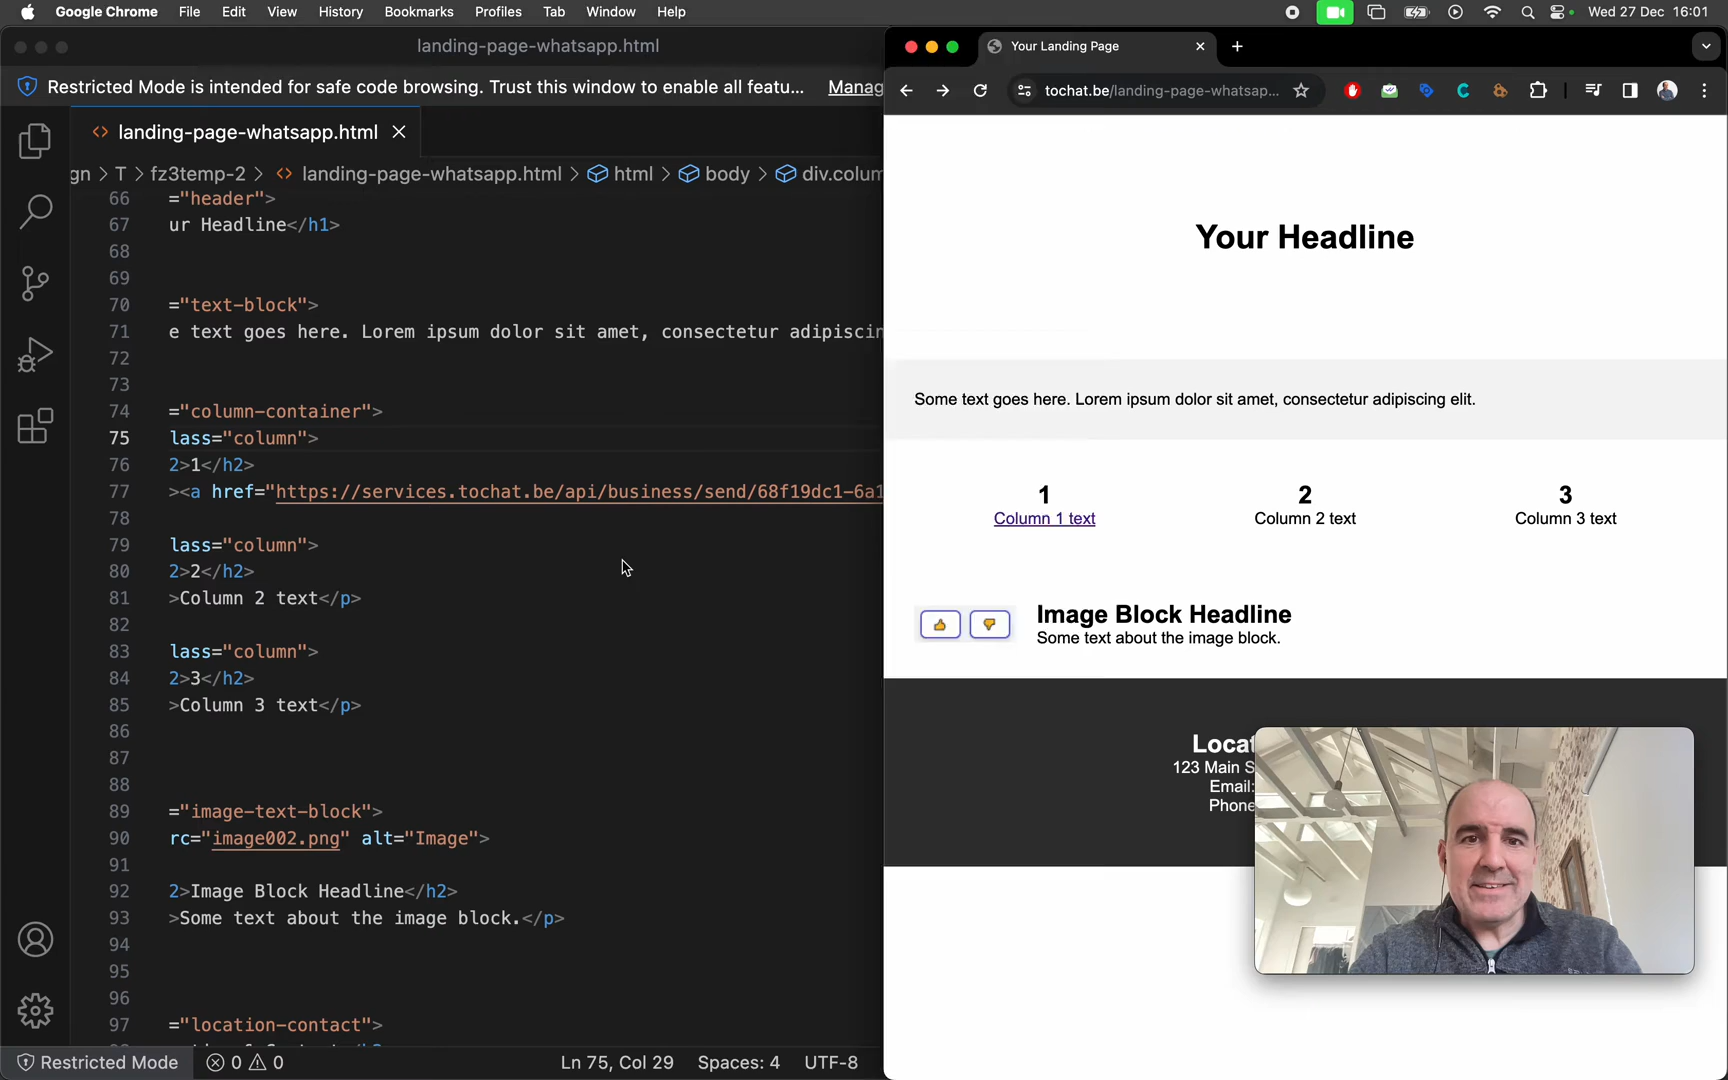 Google Chrome File Edit View History Bookmarks Profiles Tab Window Help Wed 27 Dec 16:01
landing-page-whatsapp.html
Restricted Mode is intended for safe code browsing. Trust this window to enable all featu... Manag
landing-page-whatsapp.html
gn > T > fz3temp-2 > landing-page-whatsapp.html > html > body > div.colum
66 ="header">
67 ur Headline</h1>
68
69
70 ="text-block">
71 e text goes here. Lorem ipsum dolor sit amet, consectetur adipiscin
72
73
74 ="column-container">
75 lass="column">
76 2>1</h2>
77 ><a href="https://services.tochat.be/api/business/send/68f19dc1-6a1
78
79 lass="column">
80 2>2</h2>
81 >Column 2 text</p>
82
83 lass="column">
84 2>3</h2>
85 >Column 3 text</p>
86
87
88
89 ="image-text-block">
90 rc="image002.png" alt="Image">
91
92 2>Image Block Headline</h2>
93 >Some text about the image block.</p>
94
95
96
97 ="location-contact">
Restricted Mode 0 0 Ln 75, Col 29 Spaces: 4 UTF-8
Your Landing Page
tochat.be/landing-page-whatsap...
Your Headline
Some text goes here. Lorem ipsum dolor sit amet, consectetur adipiscing elit.
1
Column 1 text
2
Column 2 text
3
Column 3 text
Image Block Headline
Some text about the image block.
Locat
123 Main S
Email:
Phone